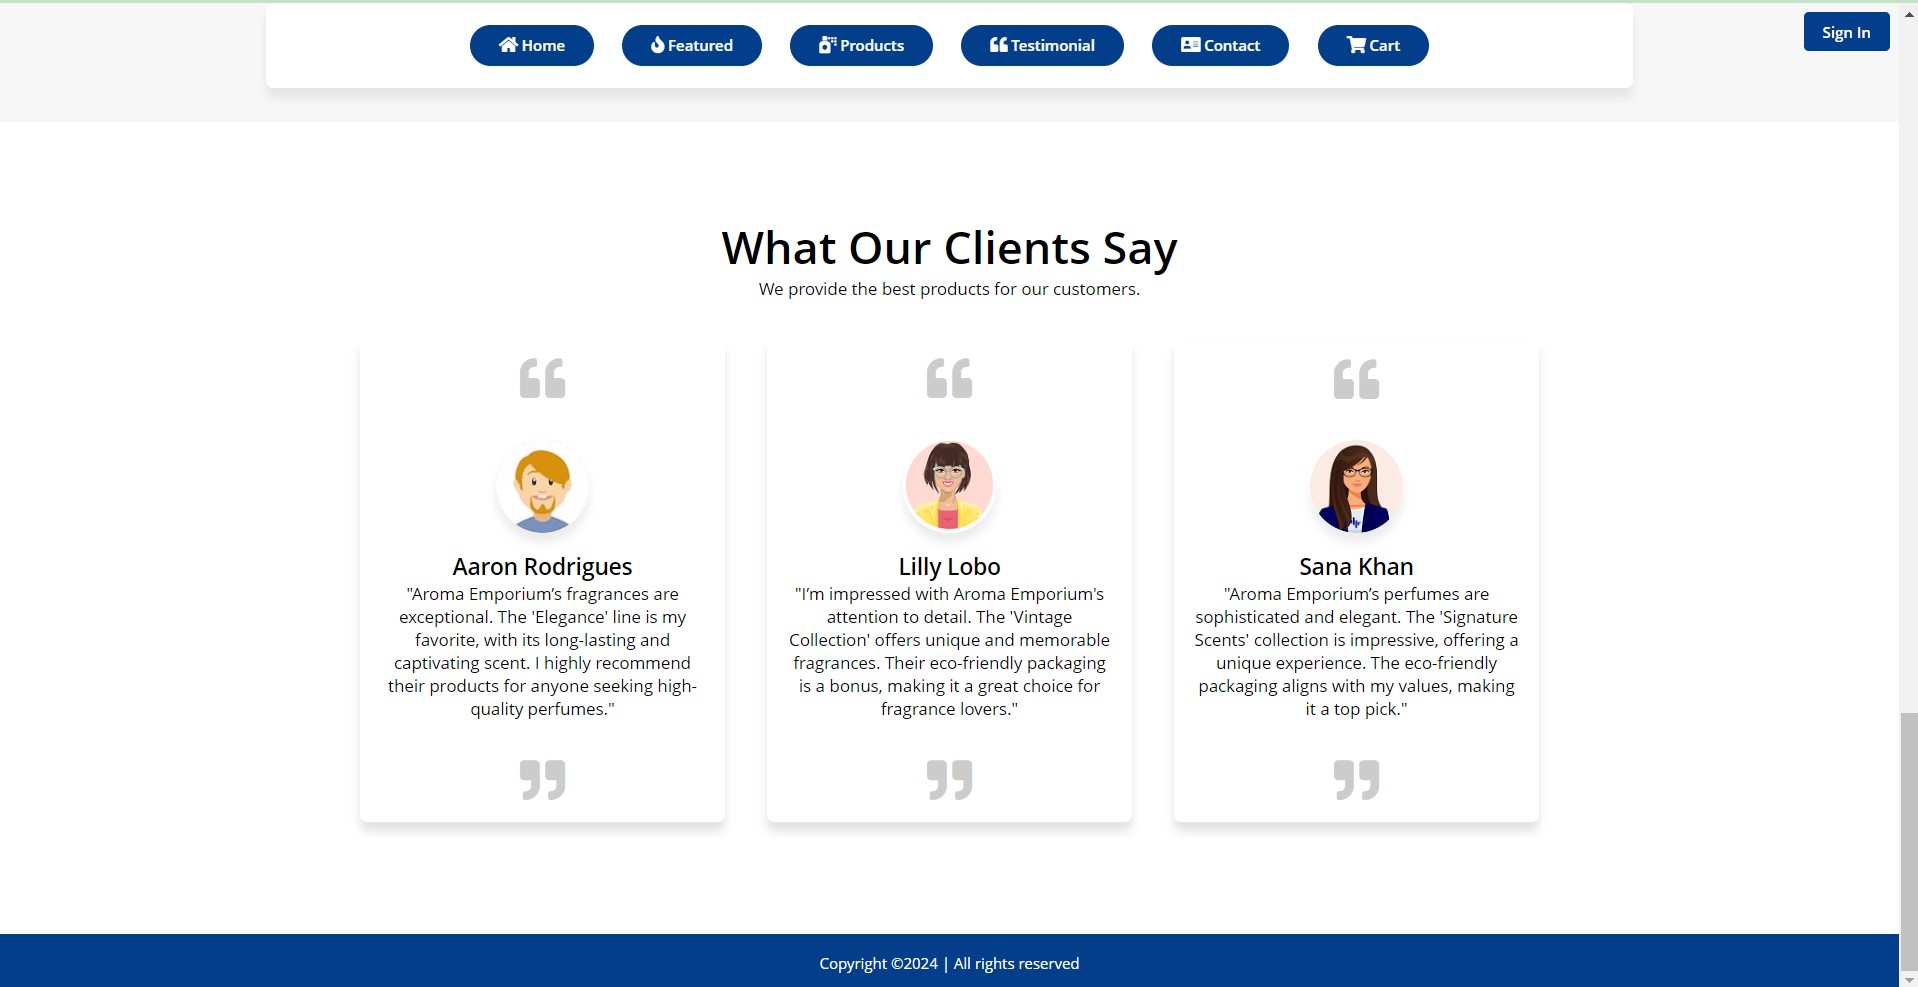 Home Featured Products Testimonial Contact Cart Sign In
What Our Clients Say
We provide the best products for our customers.
Aaron Rodrigues
"Aroma Emporium’s fragrances are
exceptional. The 'Elegance' line is my
favorite, with its long-lasting and
captivating scent. I highly recommend
their products for anyone seeking high-
quality perfumes."
Lilly Lobo
"I’m impressed with Aroma Emporium's
attention to detail. The 'Vintage
Collection' offers unique and memorable
fragrances. Their eco-friendly packaging
is a bonus, making it a great choice for
fragrance lovers."
Sana Khan
"Aroma Emporium’s perfumes are
sophisticated and elegant. The 'Signature
Scents' collection is impressive, offering a
unique experience. The eco-friendly
packaging aligns with my values, making
it a top pick."
Copyright ©2024 | All rights reserved